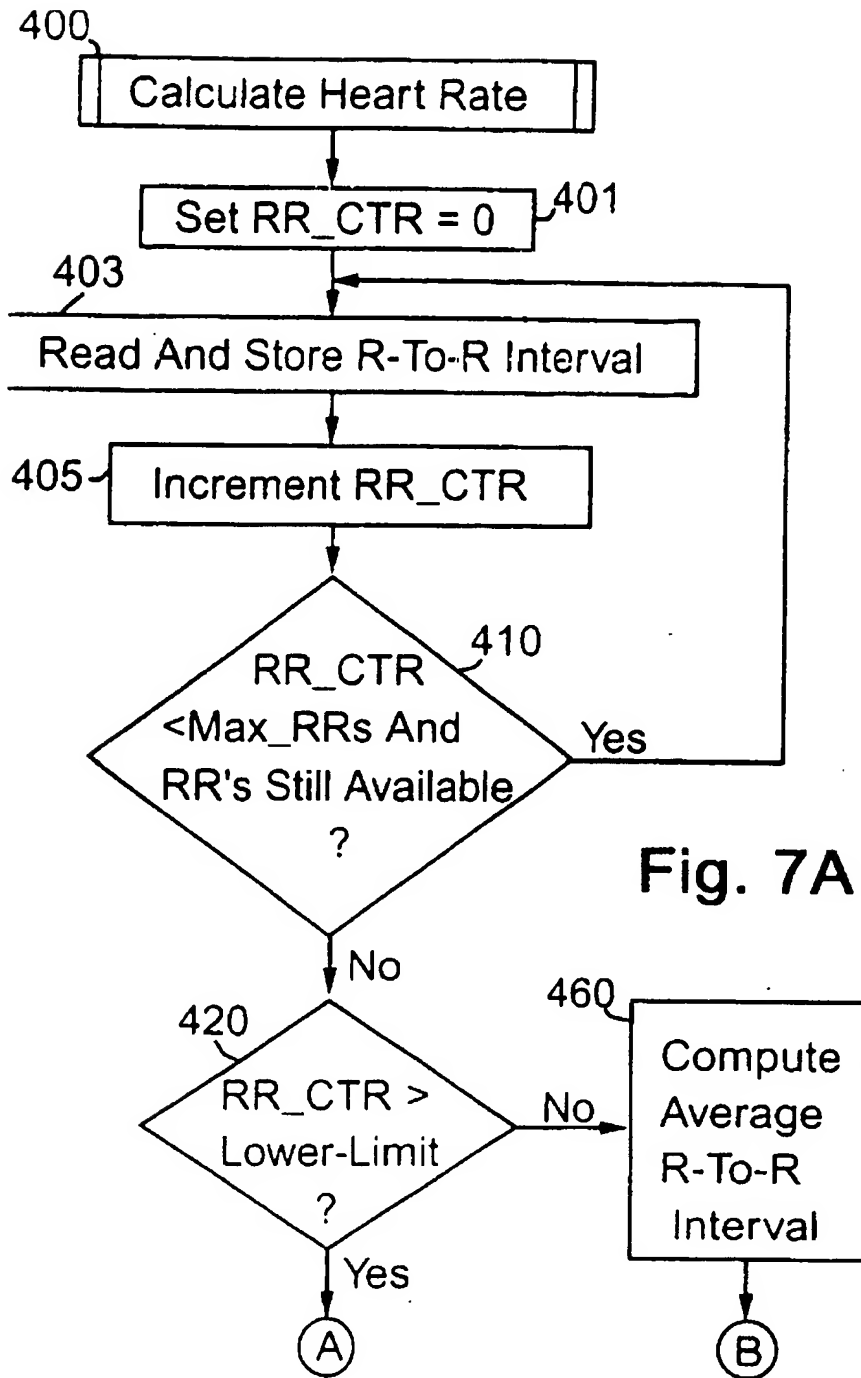 400
Calculate Heart Rate
Set RR_CTR = 0
401
403
Read And Store R-To-R Interval
405
Increment RR_CTR
410
RR_CTR
<Max_RRs And
RR's Still Available
?
Yes
Fig. 7A
No
420
RR_CTR >
Lower-Limit
?
No
Yes
A
460
Compute
Average
R-To-R
Interval
B